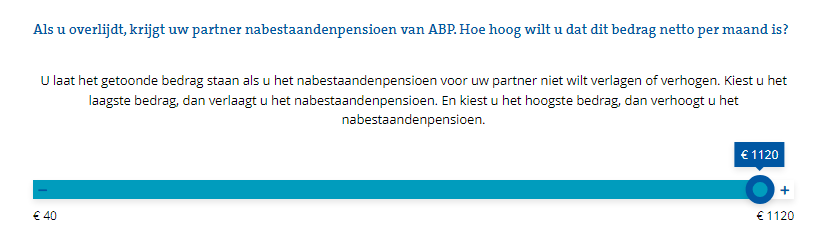 Als u overlijdt, krijgt uw partner nabestaandenpensioen van ABP. Hoe hoog wilt u dat dit bedrag netto per maand is?
U laat het getoonde bedrag staan als u het nabestaandenpensioen voor uw partner niet wilt verlagen of verhogen. Kiest u het
laagste bedrag, dan verlaagt u het nabestaandenpensioen. En kiest u het hoogste bedrag, dan verhoogt u het
nabestaandenpensioen.
€ 1120
− +
€ 40 € 1120